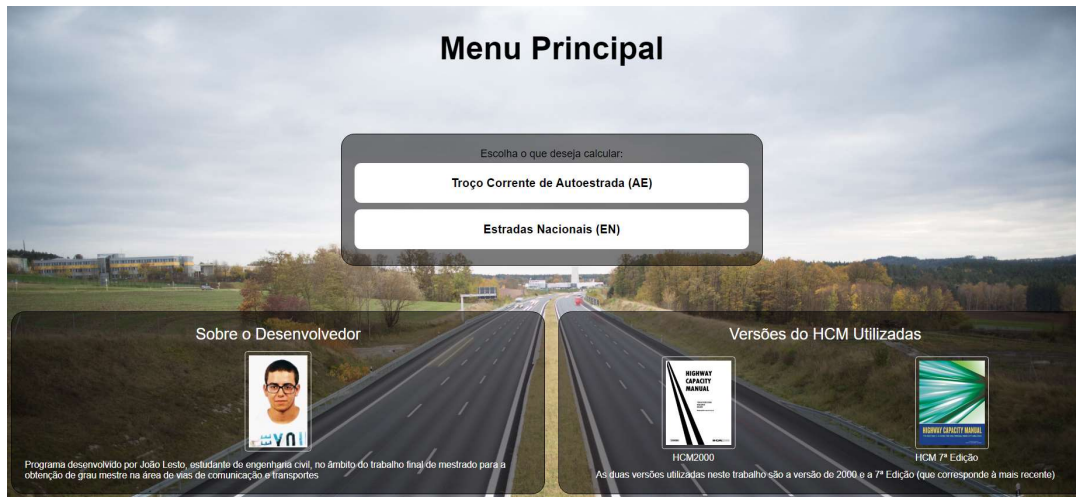 Menu Principal
Escolha o que deseja calcular:
Troço Corrente de Autoestrada (AE)
Estradas Nacionais (EN)
Sobre o Desenvolvedor
Programa desenvolvido por João Lesto, estudante de engenharia civil, no âmbito do trabalho final de mestrado para a
obtenção de grau mestre na área de vias de comunicação e transportes
Versões do HCM Utilizadas
HIGHWAY
CAPACITY
MANUAL
HIGHWAY CAPACITY MANUAL
HCM2000
HCM 7ª Edição
As duas versões utilizadas neste trabalho são a versão de 2000 e a 7ª Edição (que corresponde à mais recente)